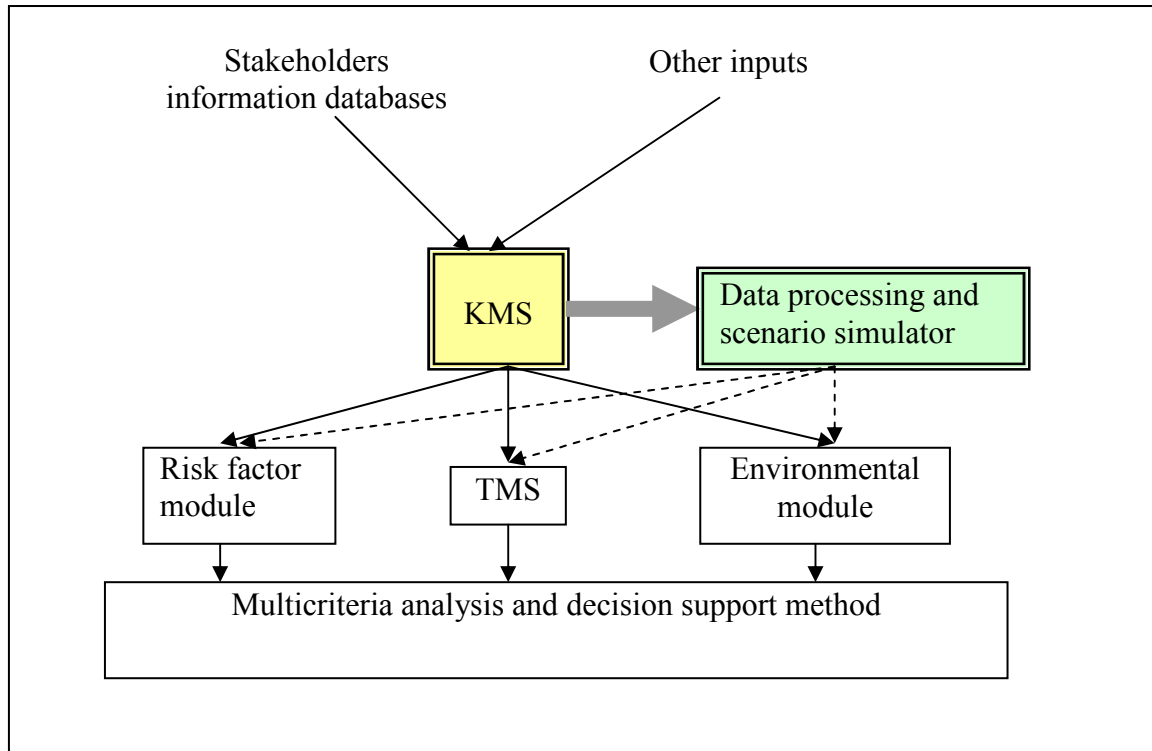 Stakeholders
information databases
Other inputs
KMS
Data processing and
scenario simulator
Risk factor
module
TMS
Environmental
module
Multicriteria analysis and decision support method